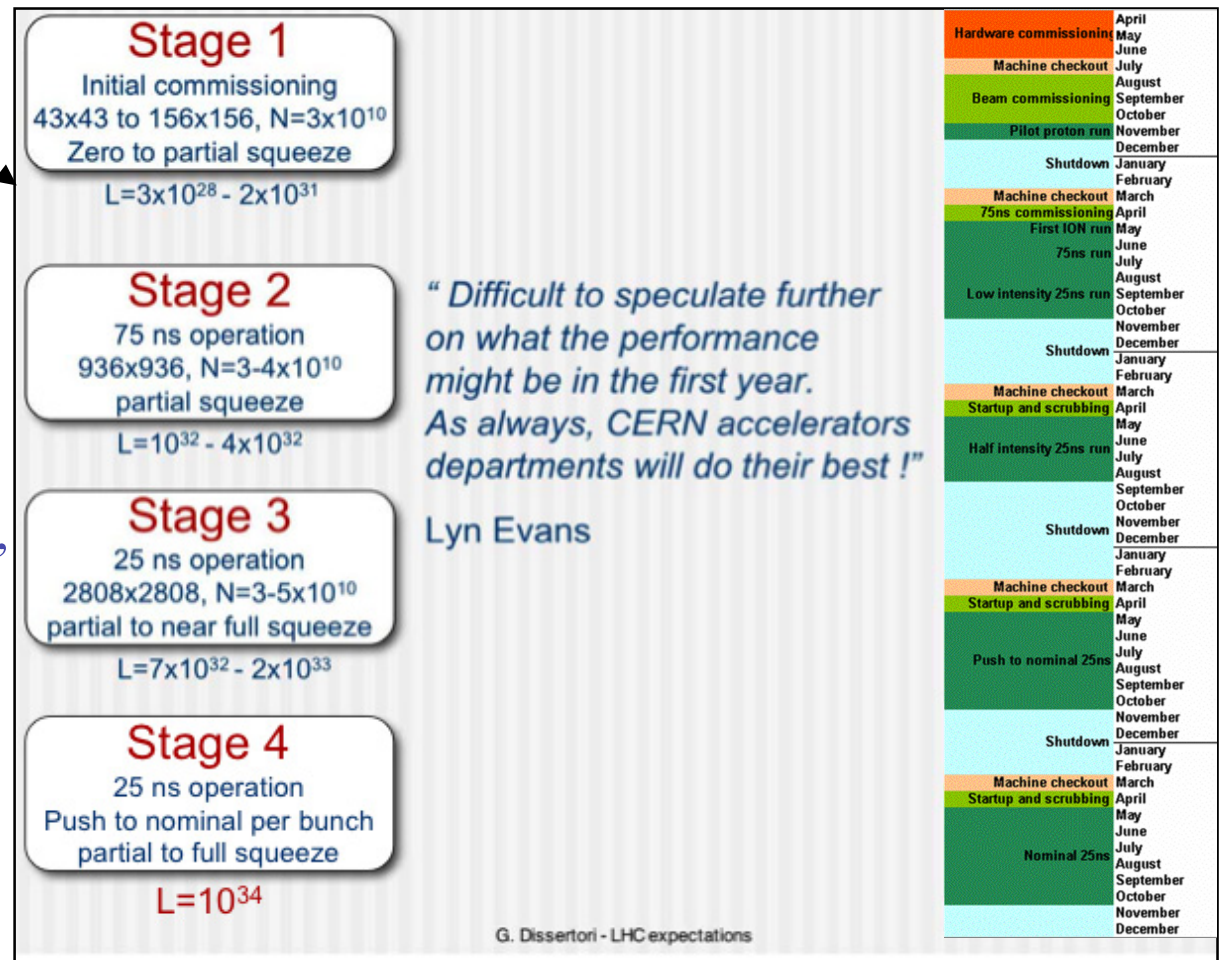 Stage 1
Initial commissioning
43x43 to 156x156, N=3x10¹⁰
Zero to partial squeeze
L=3x10²⁸ - 2x10³¹
Stage 2
75 ns operation
936x936, N=3-4x10¹⁰
partial squeeze
L=10³² - 4x10³²
Stage 3
25 ns operation
2808x2808, N=3-5x10¹⁰
partial to near full squeeze
L=7x10³² - 2x10³³
Stage 4
25 ns operation
Push to nominal per bunch
partial to full squeeze
L=10³⁴
“ Difficult to speculate further
on what the performance
might be in the first year.
As always, CERN accelerators
departments will do their best !”
Lyn Evans
G. Dissertori - LHC expectations
April
Hardware commissioning May
June
Machine checkout July
August
Beam commissioning September
October
Pilot proton run November
December
Shutdown January
February
Machine checkout March
75ns commissioning April
First ION run May
June
75ns run July
August
Low intensity 25ns run September
October
November
December
Shutdown
January
February
Machine checkout March
Startup and scrubbing April
May
June
Half intensity 25ns run
July
August
September
October
Shutdown November
December
January
February
Machine checkout March
Startup and scrubbing April
May
June
July
Push to nominal 25ns
August
September
October
November
December
Shutdown
January
February
Machine checkout March
Startup and scrubbing April
May
June
July
Nominal 25ns
August
September
October
November
December